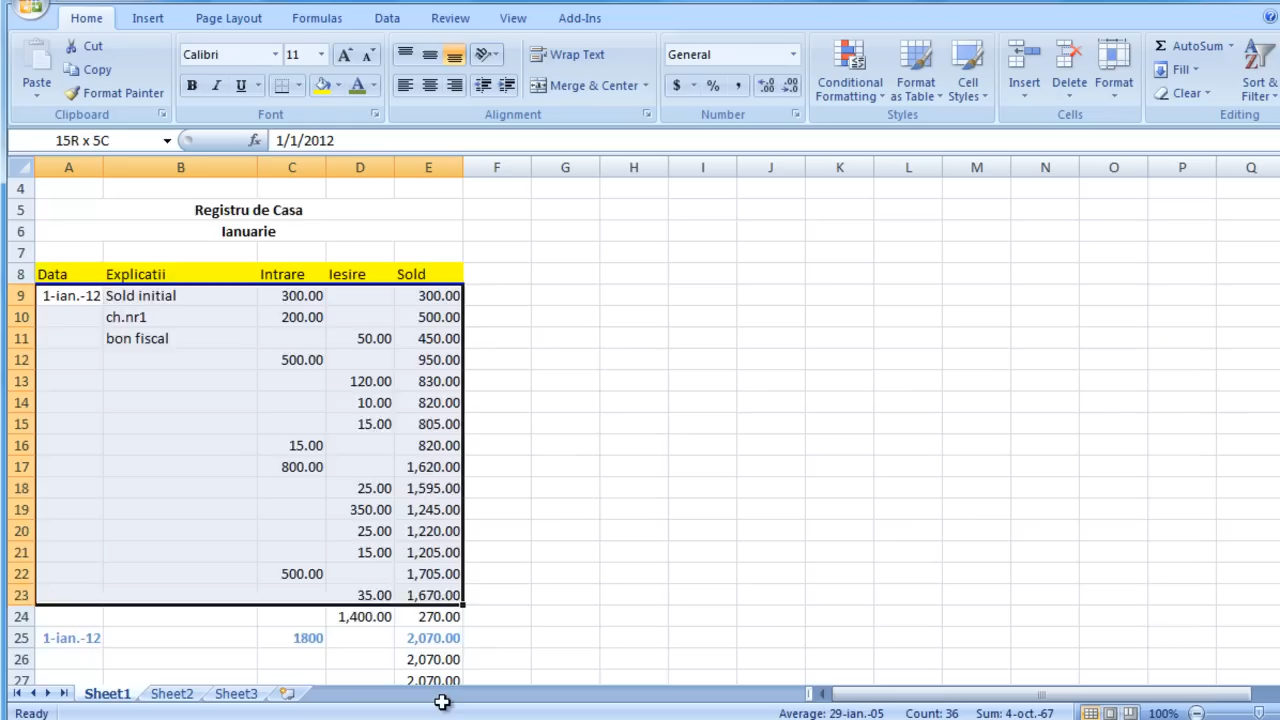 Home Insert Page Layout Formulas Data Review View Add-Ins
Cut
Copy
Format Painter
Paste
Clipboard
Calibri 11
B I U
Font
Wrap Text
Merge & Center
Alignment
General
$ % ,
Number
Conditional Formatting
Format as Table
Cell Styles
Styles
Insert Delete Format
Cells
Σ AutoSum
Fill
Clear
Sort & Filter
Editing
15R x 5C fx 1/1/2012
A B C D E F G H I J K L M N O P Q
4
5 Registru de Casa
6 Ianuarie
7
8 Data Explicatii Intrare Iesire Sold
9 1-ian.-12 Sold initial 300.00 300.00
10 ch.nr1 200.00 500.00
11 bon fiscal 50.00 450.00
12 500.00 950.00
13 120.00 830.00
14 10.00 820.00
15 15.00 805.00
16 15.00 820.00
17 800.00 1,620.00
18 25.00 1,595.00
19 350.00 1,245.00
20 25.00 1,220.00
21 15.00 1,205.00
22 500.00 1,705.00
23 35.00 1,670.00
24 1,400.00 270.00
25 1-ian.-12 1800 2,070.00
26 2,070.00
27 2,070.00
Sheet1 Sheet2 Sheet3
Ready Average: 29-ian.-05 Count: 36 Sum: 4-oct.-67 100%